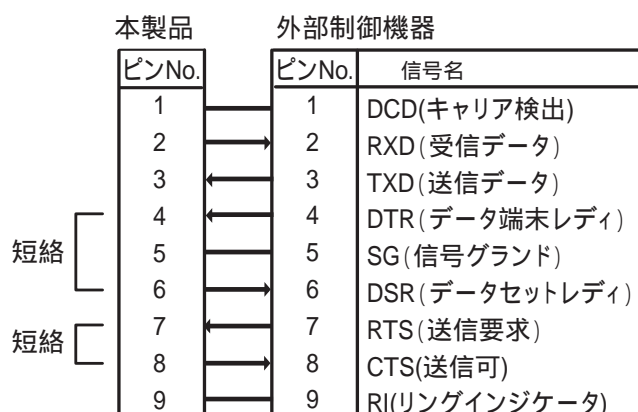 本製品 外部制御機器
ピンNo. ピンNo. 信号名
1 1 DCD(キャリア検出)
2 2 RXD(受信データ)
3 3 TXD(送信データ)
4 4 DTR(データ端末レディ)
短絡 5 5 SG(信号グランド)
6 6 DSR(データセットレディ)
7 7 RTS(送信要求)
短絡
8 8 CTS(送信可)
9 9 RI(リングインジケータ)